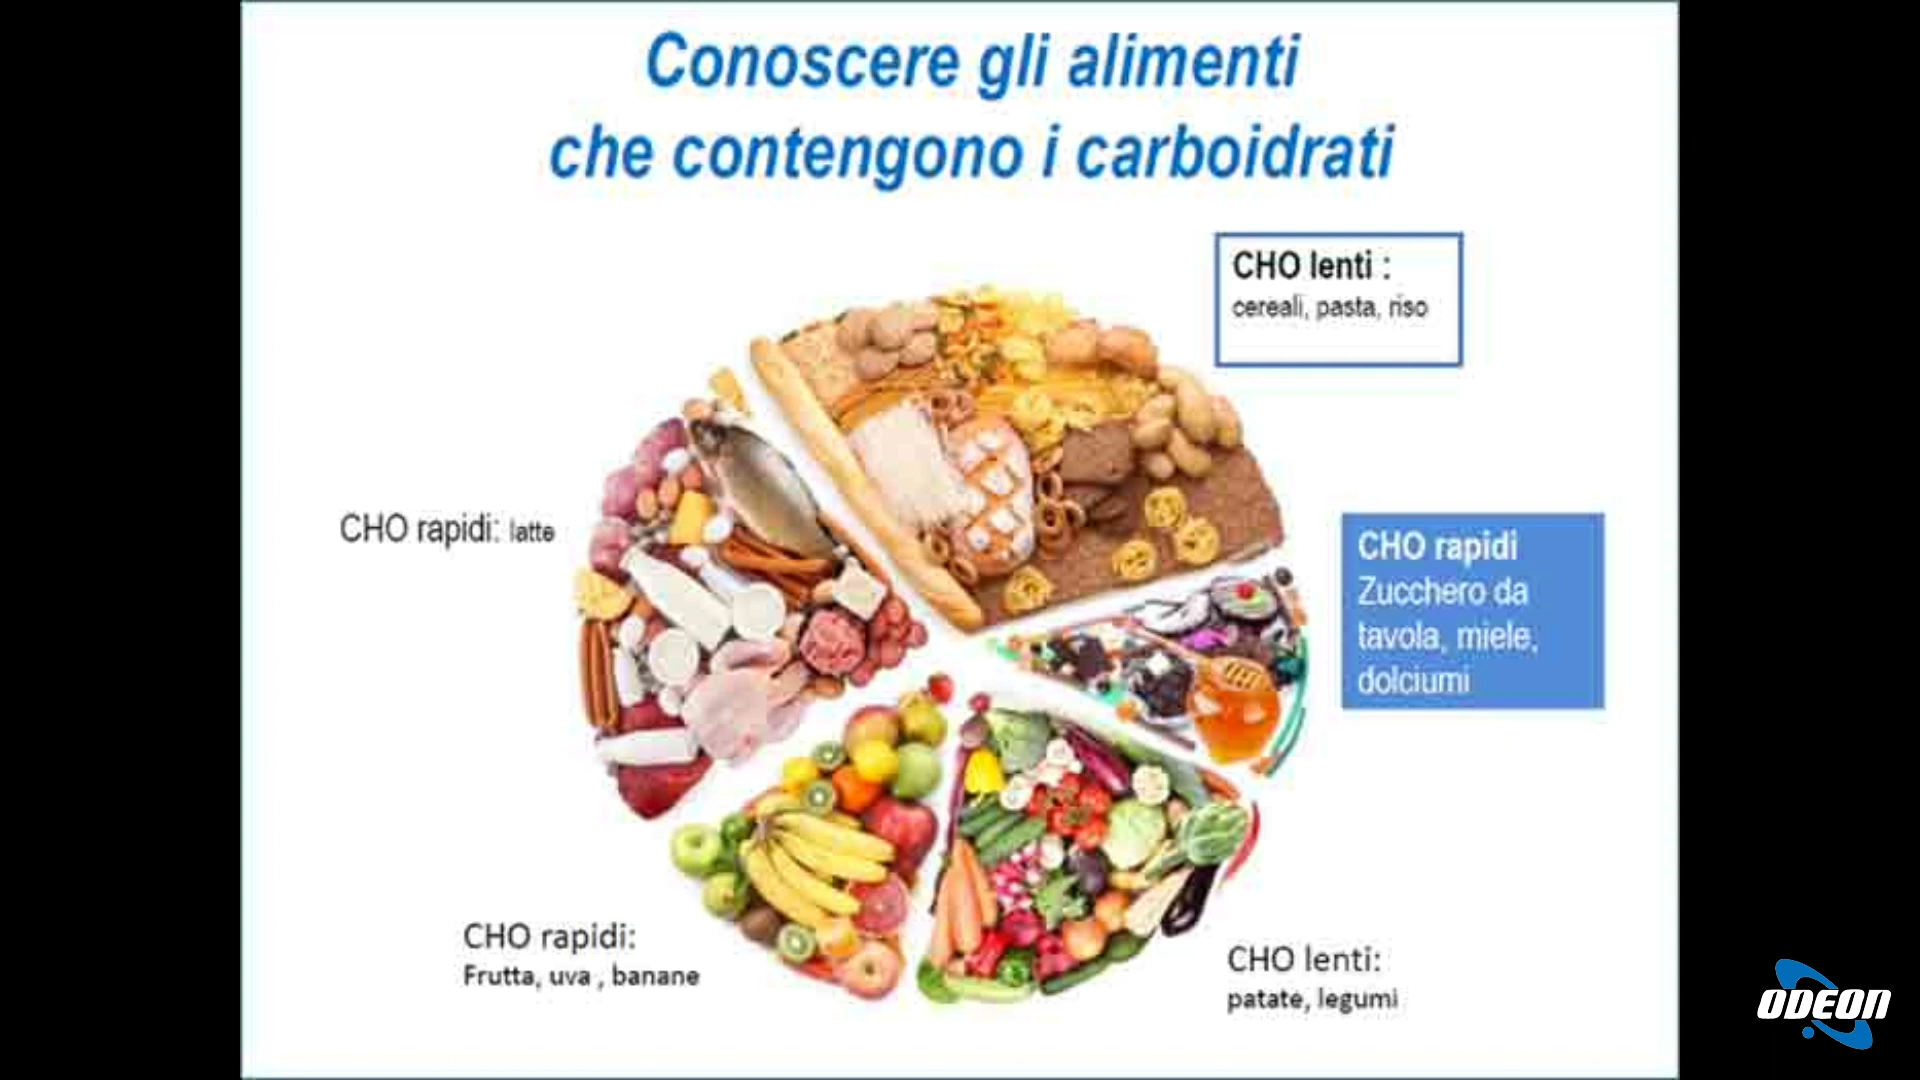 Conoscere gli alimenti
che contengono i carboidrati
CHO lenti :
cereali, pasta, riso
CHO rapidi: latte
CHO rapidi
Zucchero da
tavola, miele,
dolciumi
CHO rapidi:
Frutta, uva , banane
CHO lenti:
patate, legumi
ODEON